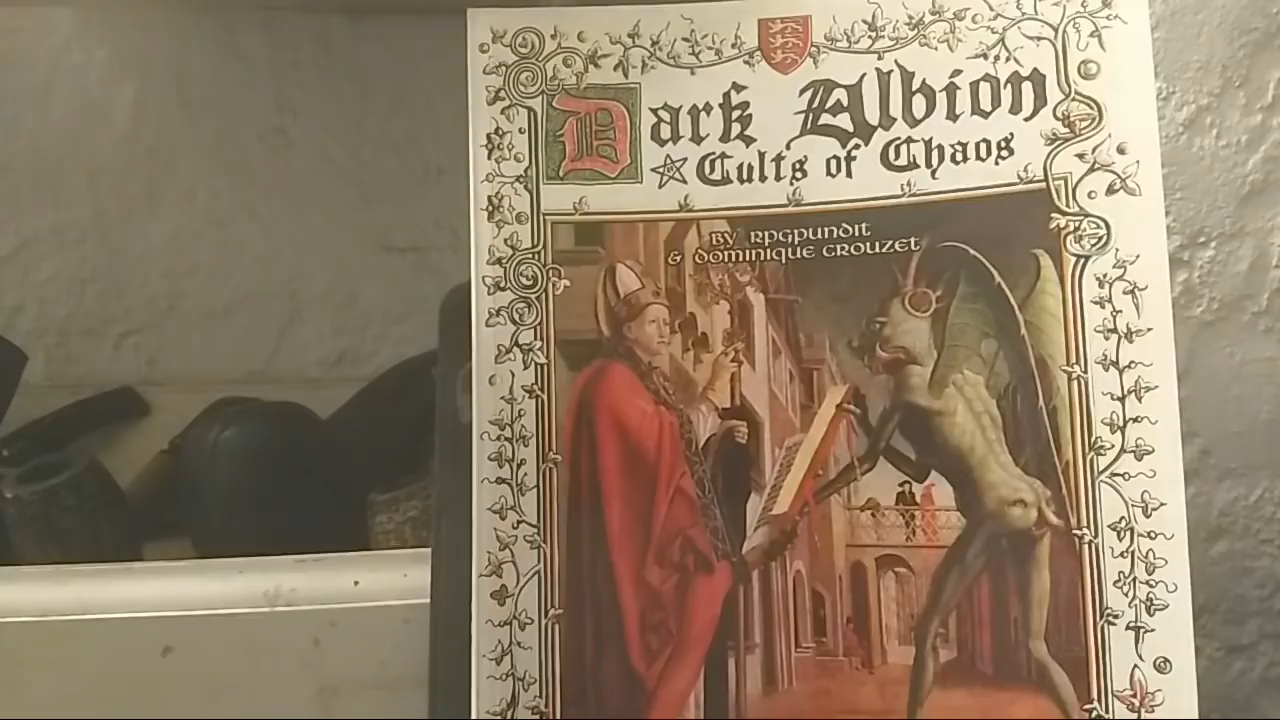 Dark Albion
Cults of Chaos
BY RPGPUNDIT
& DOMINIQUE CROUZET